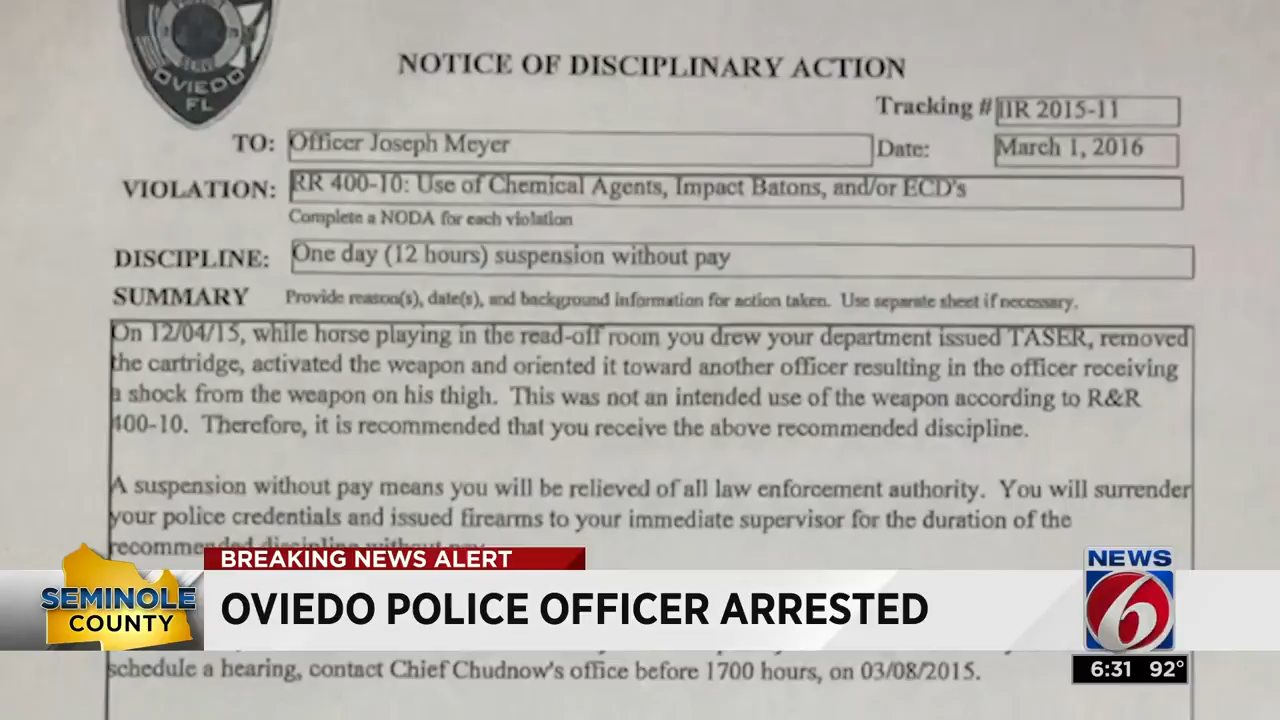 OVIEDO
FL
NOTICE OF DISCIPLINARY ACTION
Tracking # IIR 2015-11
TO: Officer Joseph Meyer Date: March 1, 2016
VIOLATION: RR 400-10: Use of Chemical Agents, Impact Batons, and/or ECD's
Complete a NODA for each violation
DISCIPLINE: One day (12 hours) suspension without pay
SUMMARY Provide reason(s), date(s), and background information for action taken. Use separate sheet if necessary.
On 12/04/15, while horse playing in the read-off room you drew your department issued TASER, removed
the cartridge, activated the weapon and oriented it toward another officer resulting in the officer receiving
a shock from the weapon on his thigh. This was not an intended use of the weapon according to R&R
400-10. Therefore, it is recommended that you receive the above recommended discipline.
A suspension without pay means you will be relieved of all law enforcement authority. You will surrender
your police credentials and issued firearms to your immediate supervisor for the duration of the
recommended discipline without pay.
BREAKING NEWS ALERT
SEMINOLE
COUNTY
OVIEDO POLICE OFFICER ARRESTED
NEWS
6
6:31 92°
schedule a hearing, contact Chief Chudnow's office before 1700 hours, on 03/08/2015.